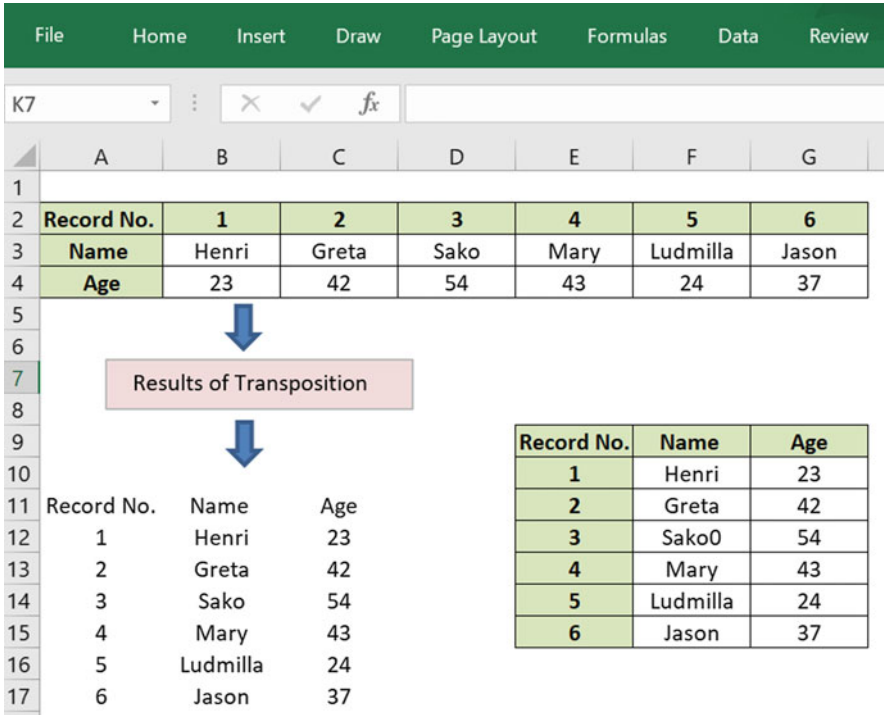 File Home Insert Draw Page Layout Formulas Data Review
K7 fx
A B C D E F G
1
2 Record No. 1 2 3 4 5 6
3 Name Henri Greta Sako Mary Ludmilla Jason
4 Age 23 42 54 43 24 37
5
6
7 Results of Transposition
8
9 Record No. Name Age
10 1 Henri 23
11 Record No. Name Age 2 Greta 42
12 1 Henri 23 3 Sako0 54
13 2 Greta 42 4 Mary 43
14 3 Sako 54 5 Ludmilla 24
15 4 Mary 43 6 Jason 37
16 5 Ludmilla 24
17 6 Jason 37